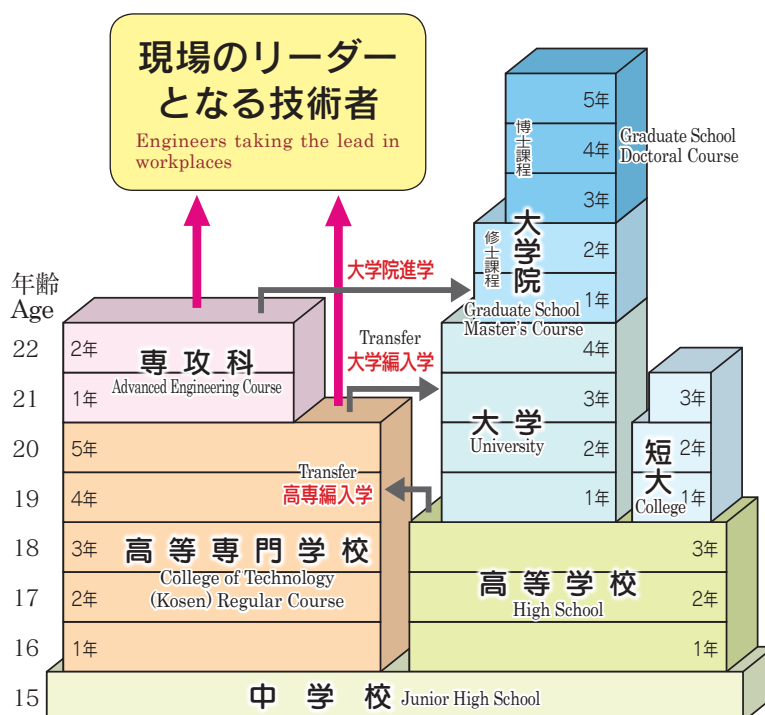 現場のリーダー
となる技術者
Engineers taking the lead in
workplaces
5年
4年
3年
博士課程
Graduate School
Doctoral Course
2年
1年
修士課程
大学院
Graduate School
Master's Course
大学院進学
年齢
Age
22
21
20
19
18
17
16
15
2年
1年
専攻科
Advanced Engineering Course
Transfer
大学編入学
4年
3年
2年
1年
大学
University
3年
2年
1年
短大
College
5年
4年
3年
2年
1年
Transfer
高専編入学
高等専門学校
College of Technology
(Kosen) Regular Course
3年
2年
1年
高等学校
High School
中学校 Junior High School